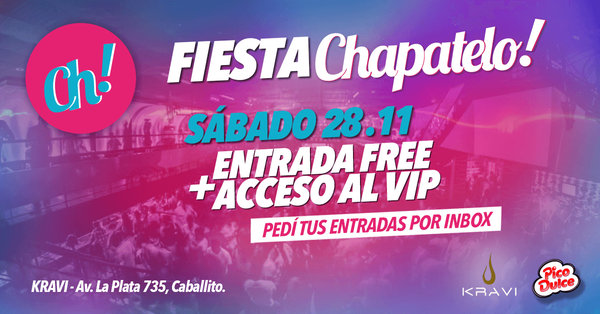 Ch!
FIESTA Chapatelo!
SÁBADO 28.11
ENTRADA FREE
+ACCESO AL VIP
PEDÍ TUS ENTRADAS POR INBOX
KRAVI - Av. La Plata 735, Caballito.
KRAVI
Pico
Dulce